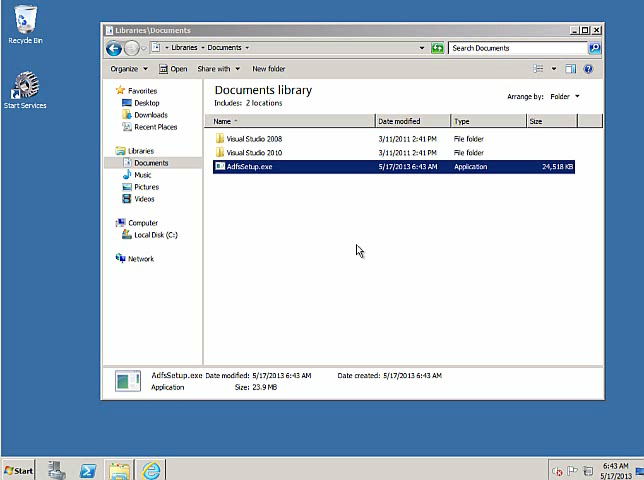 Recycle Bin
Start Services
Libraries\Documents
Libraries Documents
Search Documents
Organize Open Share with New folder
Favorites
Desktop
Downloads
Recent Places
Libraries
Documents
Music
Pictures
Videos
Computer
Local Disk (C:)
Network
Documents library
Includes: 2 locations
Arrange by: Folder
Name Date modified Type Size
Visual Studio 2008 3/11/2011 2:41 PM File folder
Visual Studio 2010 3/11/2011 2:41 PM File folder
AdfsSetup.exe 5/17/2013 6:43 AM Application 24,518 KB
AdfsSetup.exe Date modified: 5/17/2013 6:43 AM Date created: 5/17/2013 6:43 AM
Application Size: 23.9 MB
Start
6:43 AM
5/17/2013